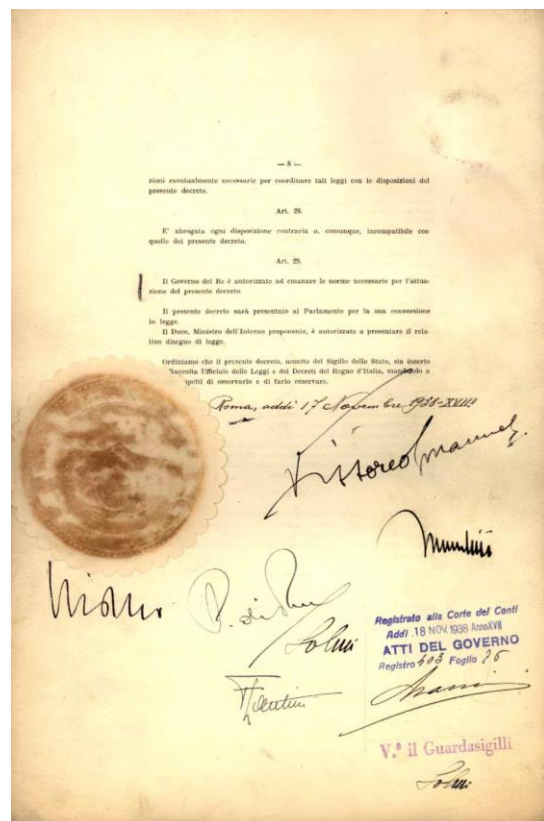 — 8 —
zioni eventualmente necessarie per coordinare tali leggi con le disposizioni del
presente decreto.
Art. 28.
E' abrogata ogni disposizione contraria o, comunque, incompatibile con
quelle del presente decreto.
Art. 29.
Il Governo del Re è autorizzato ad emanare le norme necessarie per l'attua-
zione del presente decreto.
Il presente decreto sarà presentato al Parlamento per la sua conversione
in legge.
Il Duce, Ministro dell'Interno proponente, è autorizzato a presentare il rela-
tivo disegno di legge.
Ordiniamo che il presente decreto, munito del Sigillo dello Stato, sia inserto
Raccolta Ufficiale delle Leggi e dei Decreti del Regno d'Italia, mandando a
spetti di osservarlo e di farlo osservare.
Roma, addì 17 Novembre 1938-XVII°
Vittorio Emanuele
Mussolini
Ciano
P. di Revel
Solmi
Lantini
Registrato alla Corte dei Conti
Addì 18 NOV. 1938 Anno XVII
ATTI DEL GOVERNO
Registro 403 Foglio 76
V.° il Guardasigilli
Solmi